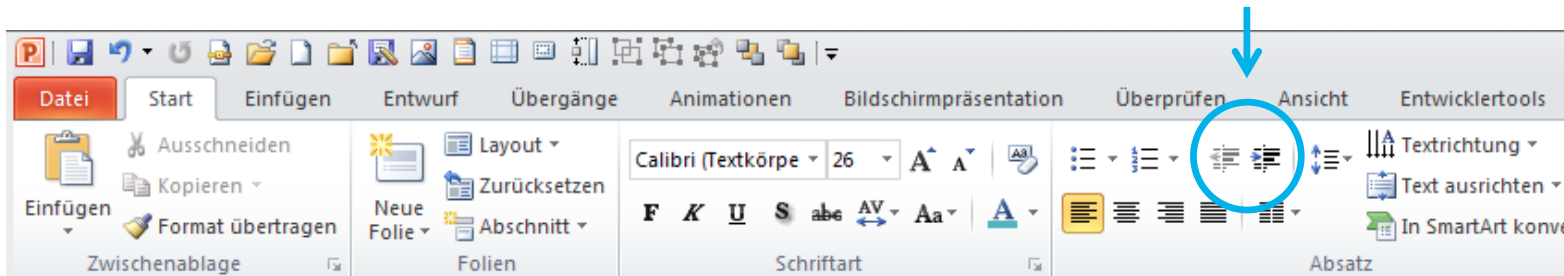 Datei Start Einfügen Entwurf Übergänge Animationen Bildschirmpräsentation Überprüfen Ansicht Entwicklertools
Ausschneiden Layout Calibri (Textkörpe 26 A A Aa Textrichtung
Kopieren Zurücksetzen Text ausrichten
Einfügen Neue F K U S abc AV Aa A
Format übertragen Folie Abschnitt In SmartArt konve
Zwischenablage Folien Schriftart Absatz